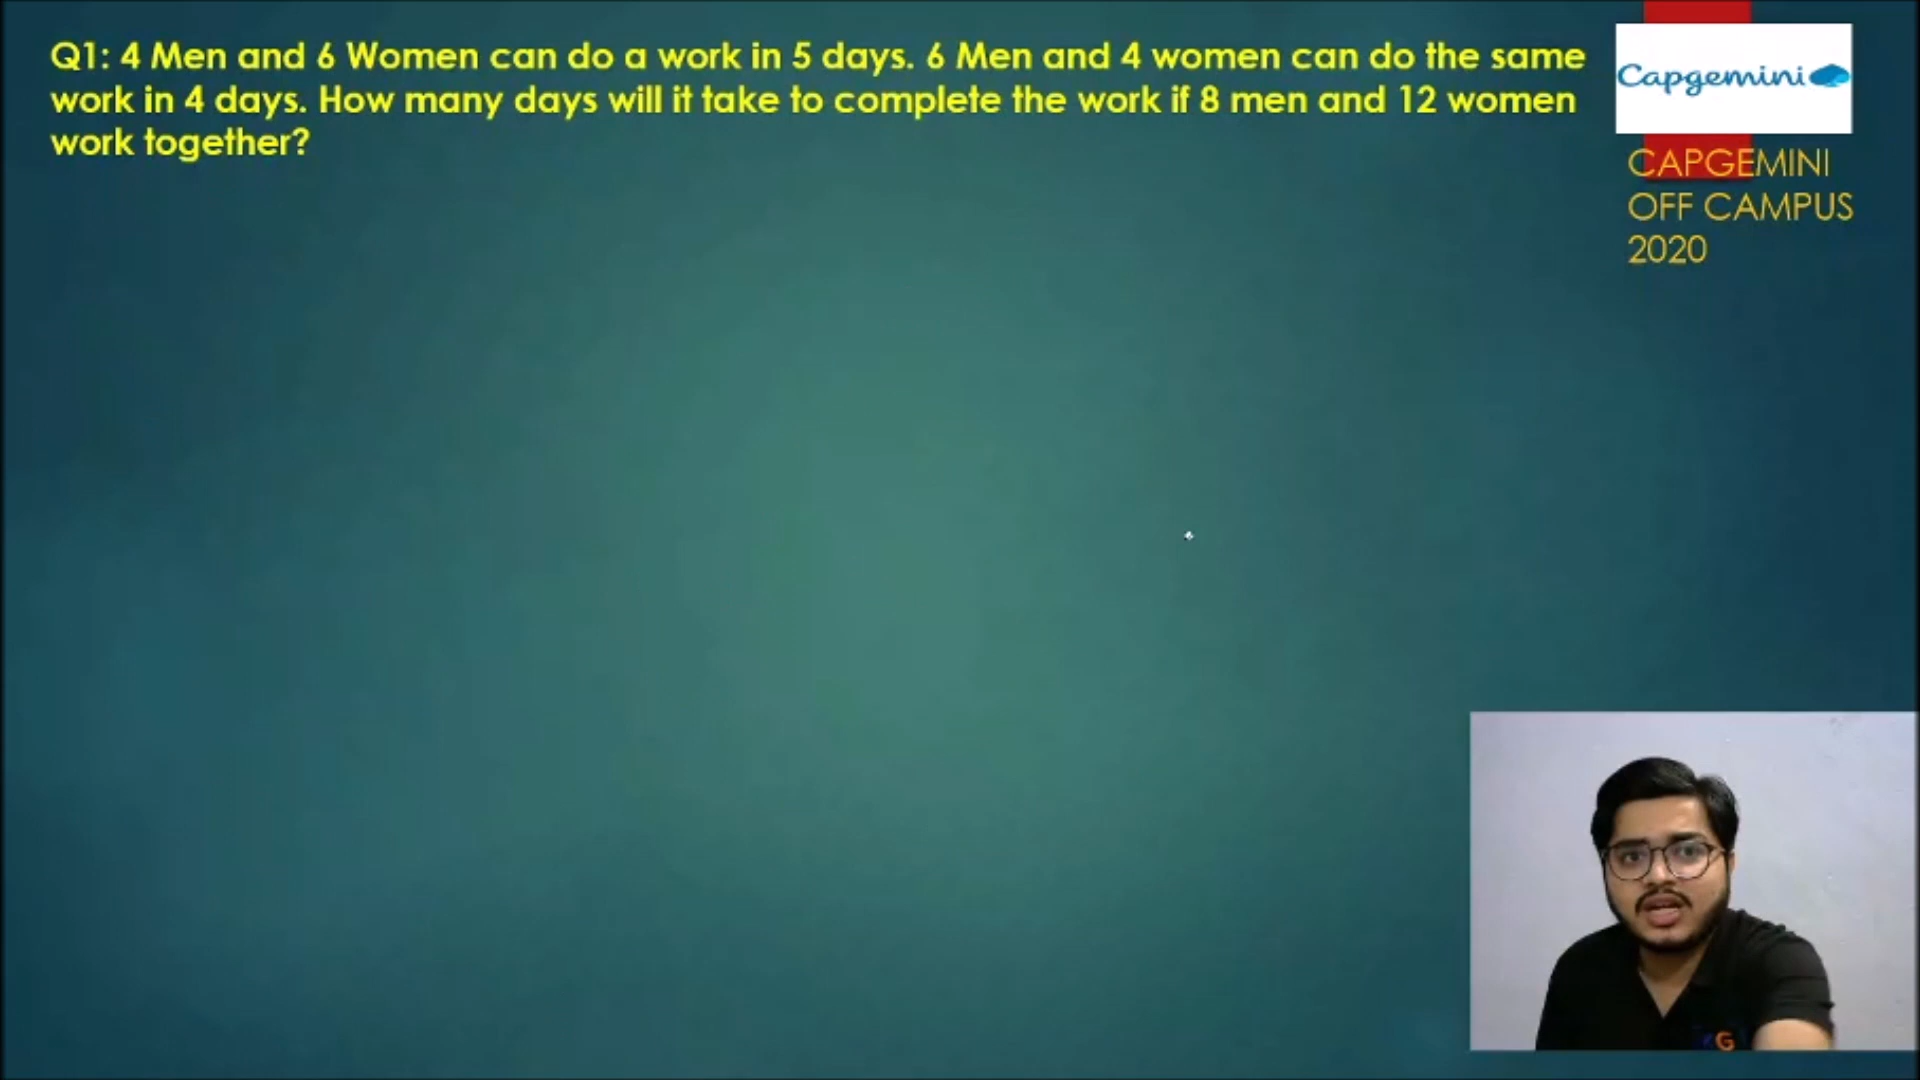 Q1: 4 Men and 6 Women can do a work in 5 days. 6 Men and 4 women can do the same
work in 4 days. How many days will it take to complete the work if 8 men and 12 women
work together?
Capgemini
CAPGEMINI
OFF CAMPUS
2020